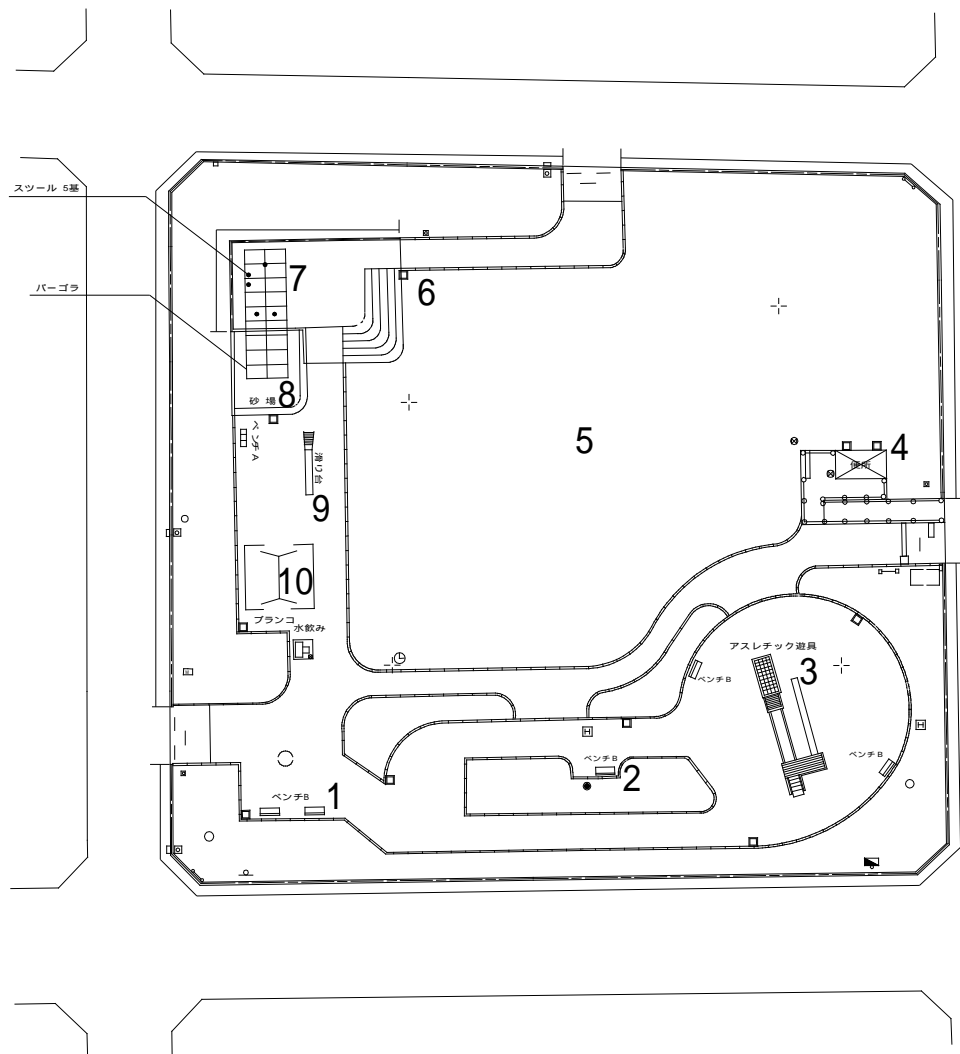 スツール 5基
パーゴラ
7
6
8
砂 場
ベンチA
滑り台
9
5
4
便所
10
ブランコ
水飲み
アスレチック遊具
3
ベンチB
H
ベンチB
2
ベンチB
H
ベンチB
1